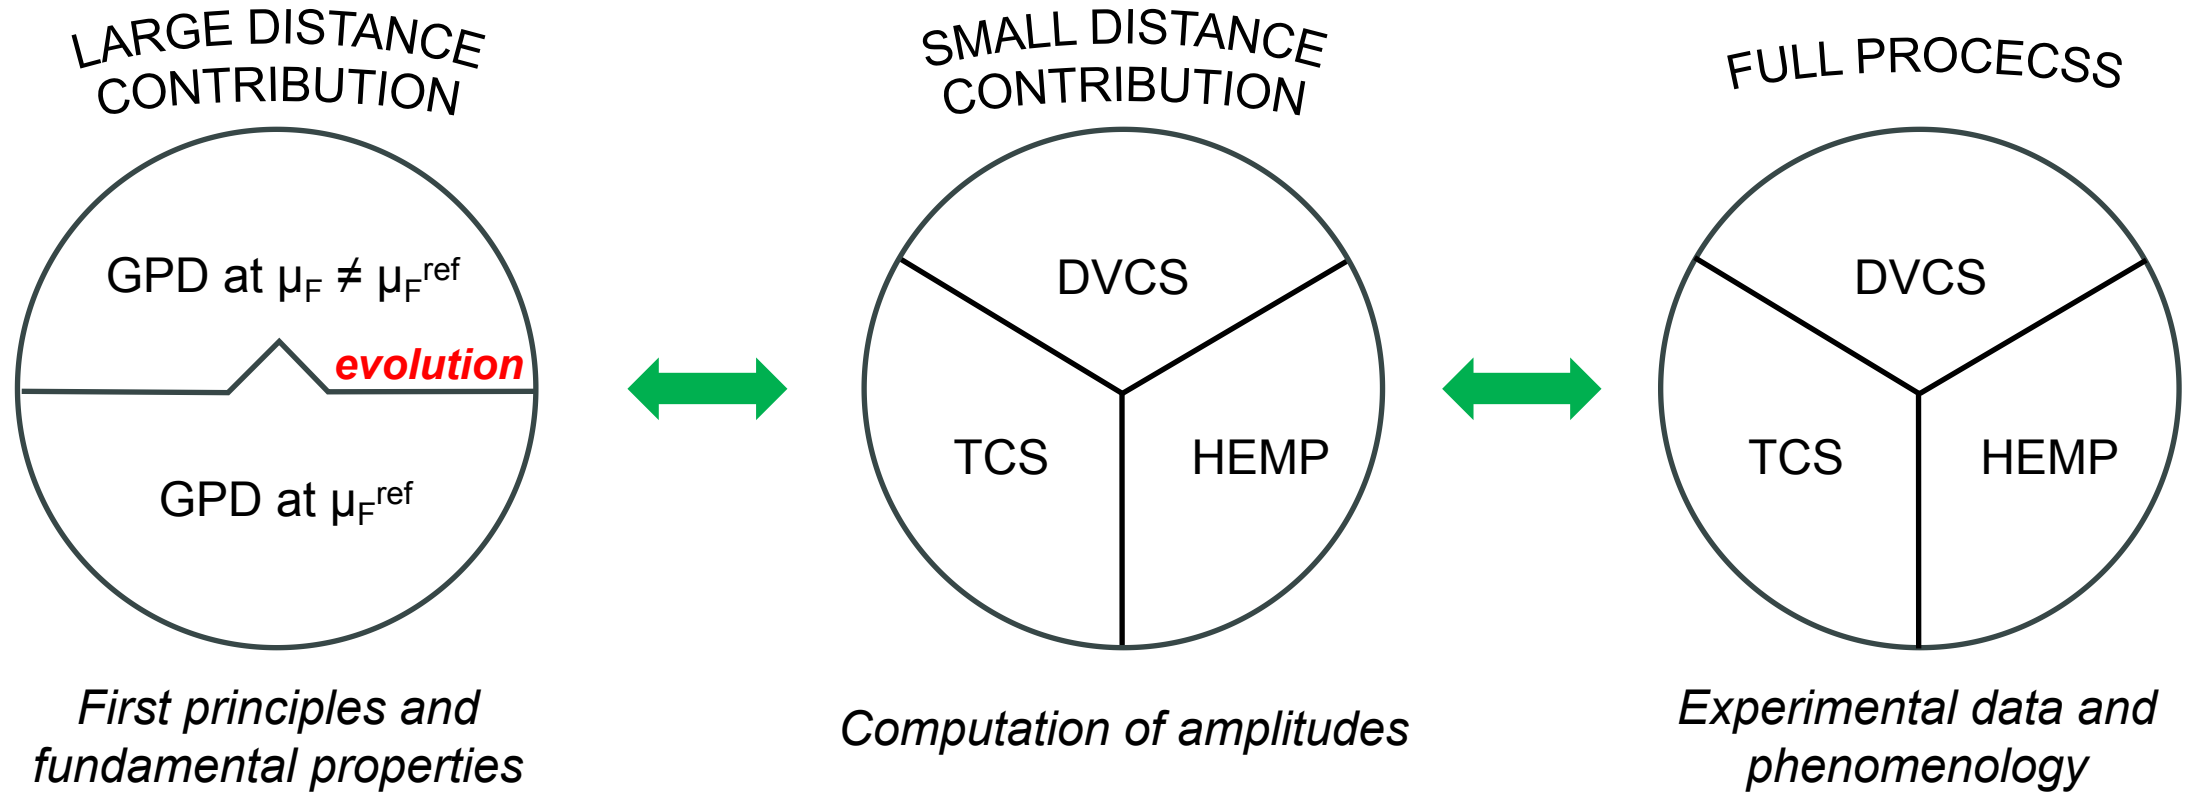 LARGE DISTANCE
CONTRIBUTION
GPD at μF ≠ μFref
evolution
GPD at μFref
First principles and
fundamental properties
SMALL DISTANCE
CONTRIBUTION
DVCS
TCS
HEMP
Computation of amplitudes
FULL PROCECSS
DVCS
TCS
HEMP
Experimental data and
phenomenology